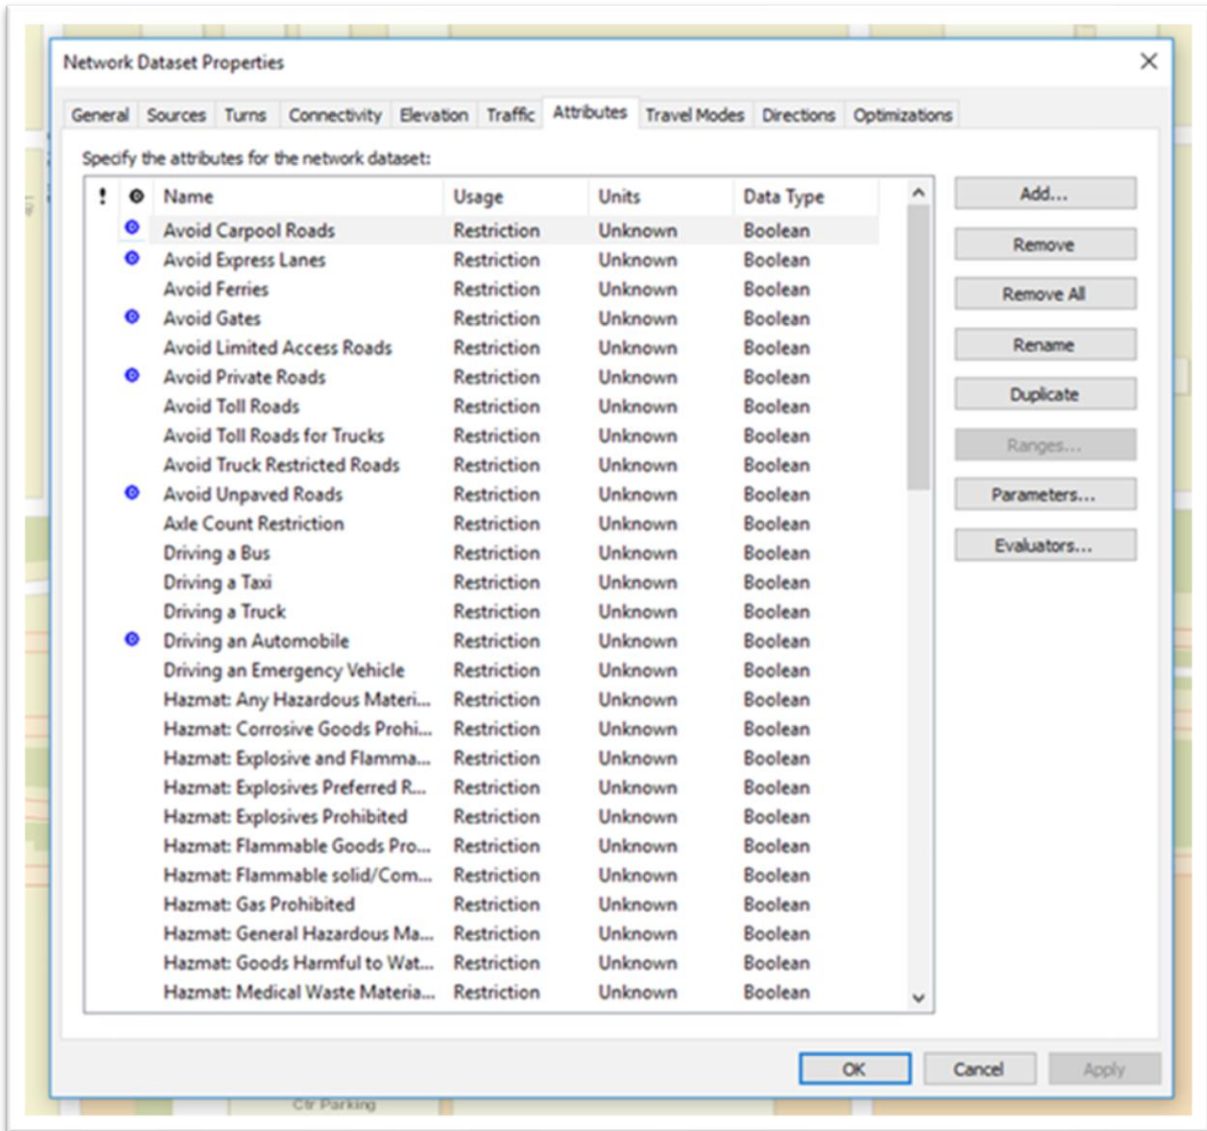 Network Dataset Properties
General Sources Turns Connectivity Elevation Traffic Attributes Travel Modes Directions Optimizations
Specify the attributes for the network dataset:
! Name Usage Units Data Type
Avoid Carpool Roads Restriction Unknown Boolean
Avoid Express Lanes Restriction Unknown Boolean
Avoid Ferries Restriction Unknown Boolean
Avoid Gates Restriction Unknown Boolean
Avoid Limited Access Roads Restriction Unknown Boolean
Avoid Private Roads Restriction Unknown Boolean
Avoid Toll Roads Restriction Unknown Boolean
Avoid Toll Roads for Trucks Restriction Unknown Boolean
Avoid Truck Restricted Roads Restriction Unknown Boolean
Avoid Unpaved Roads Restriction Unknown Boolean
Axle Count Restriction Restriction Unknown Boolean
Driving a Bus Restriction Unknown Boolean
Driving a Taxi Restriction Unknown Boolean
Driving a Truck Restriction Unknown Boolean
Driving an Automobile Restriction Unknown Boolean
Driving an Emergency Vehicle Restriction Unknown Boolean
Hazmat: Any Hazardous Materi... Restriction Unknown Boolean
Hazmat: Corrosive Goods Prohi... Restriction Unknown Boolean
Hazmat: Explosive and Flamma... Restriction Unknown Boolean
Hazmat: Explosives Preferred R... Restriction Unknown Boolean
Hazmat: Explosives Prohibited Restriction Unknown Boolean
Hazmat: Flammable Goods Pro... Restriction Unknown Boolean
Hazmat: Flammable solid/Com... Restriction Unknown Boolean
Hazmat: Gas Prohibited Restriction Unknown Boolean
Hazmat: General Hazardous Ma... Restriction Unknown Boolean
Hazmat: Goods Harmful to Wat... Restriction Unknown Boolean
Hazmat: Medical Waste Materia... Restriction Unknown Boolean
Add...
Remove
Remove All
Rename
Duplicate
Ranges...
Parameters...
Evaluators...
OK Cancel Apply
Ctr Parking